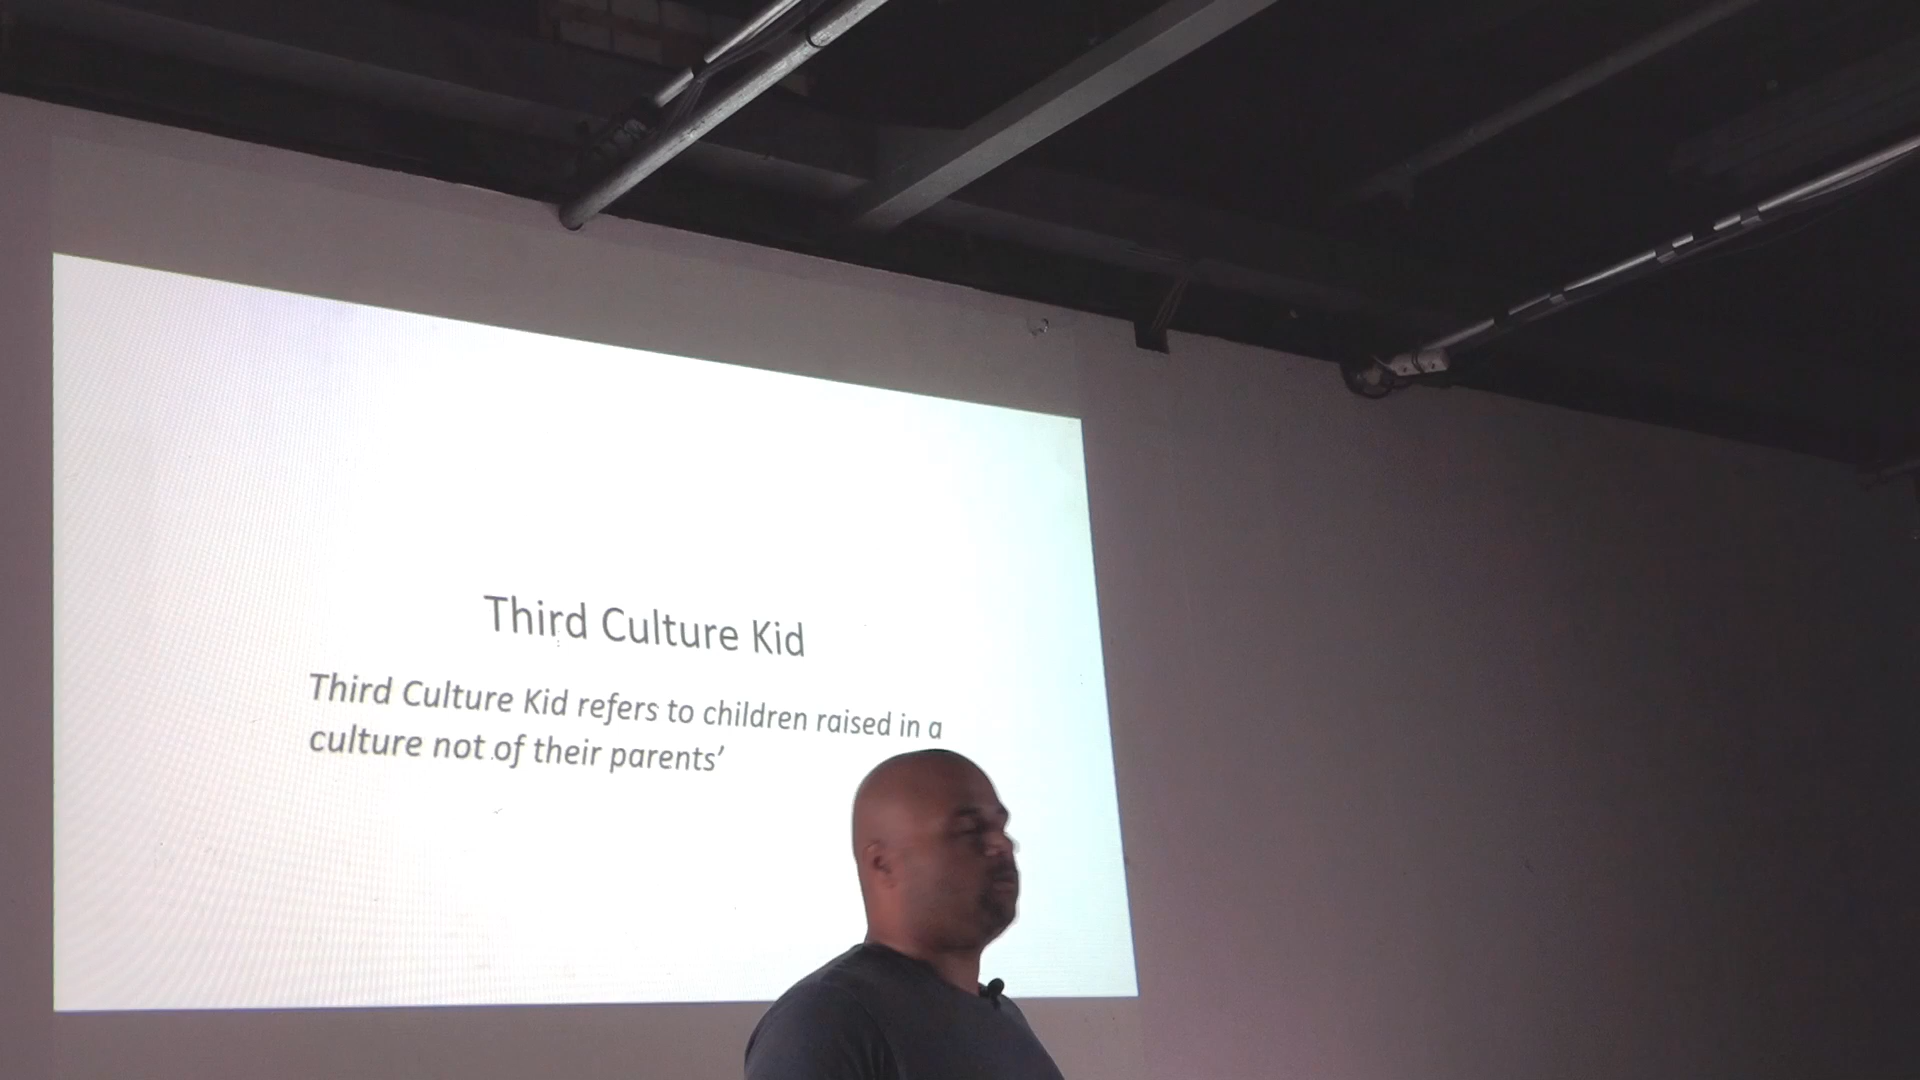 Third Culture Kid
Third Culture Kid refers to children raised in a
culture not of their parents’